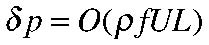 δp = O(ρfUL)